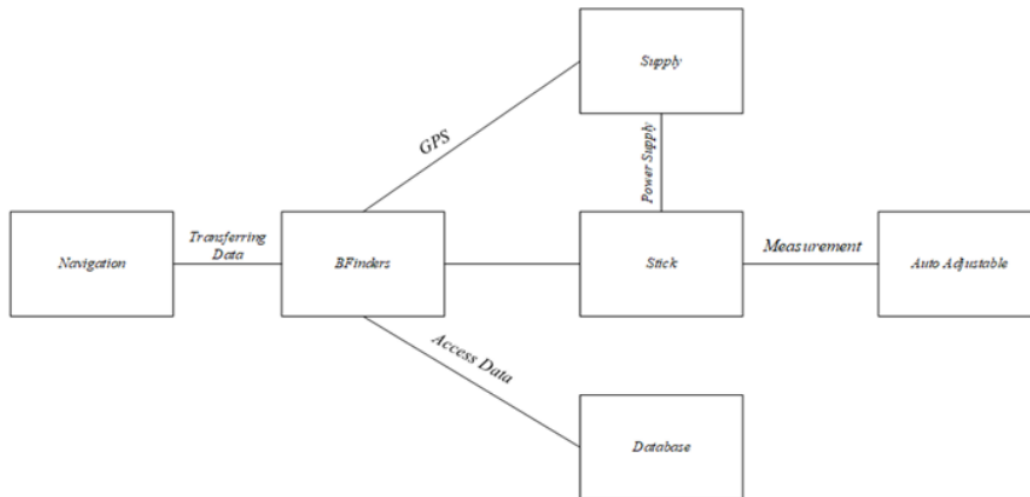 Supply
GPS
Power Supply
Navigation
Transferring
Data
BFinders
Stick
Measurement
Auto Adjustable
Access Data
Database